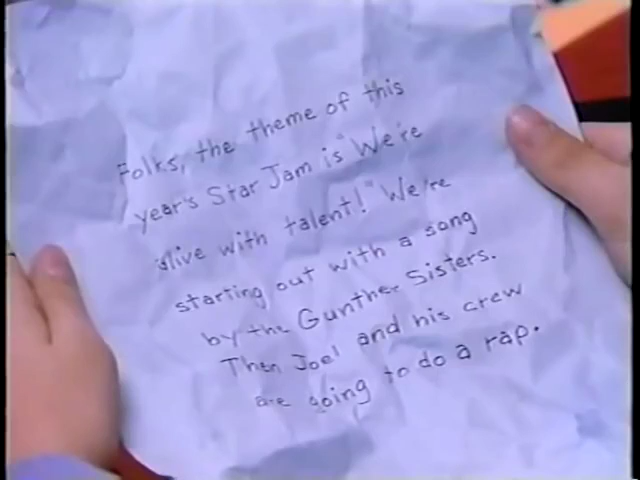 Folks, the theme of this
year's Star Jam is "We're
alive with talent!" We're
starting out with a song
by the Gunther Sisters.
Then Joel and his crew
are going to do a rap.